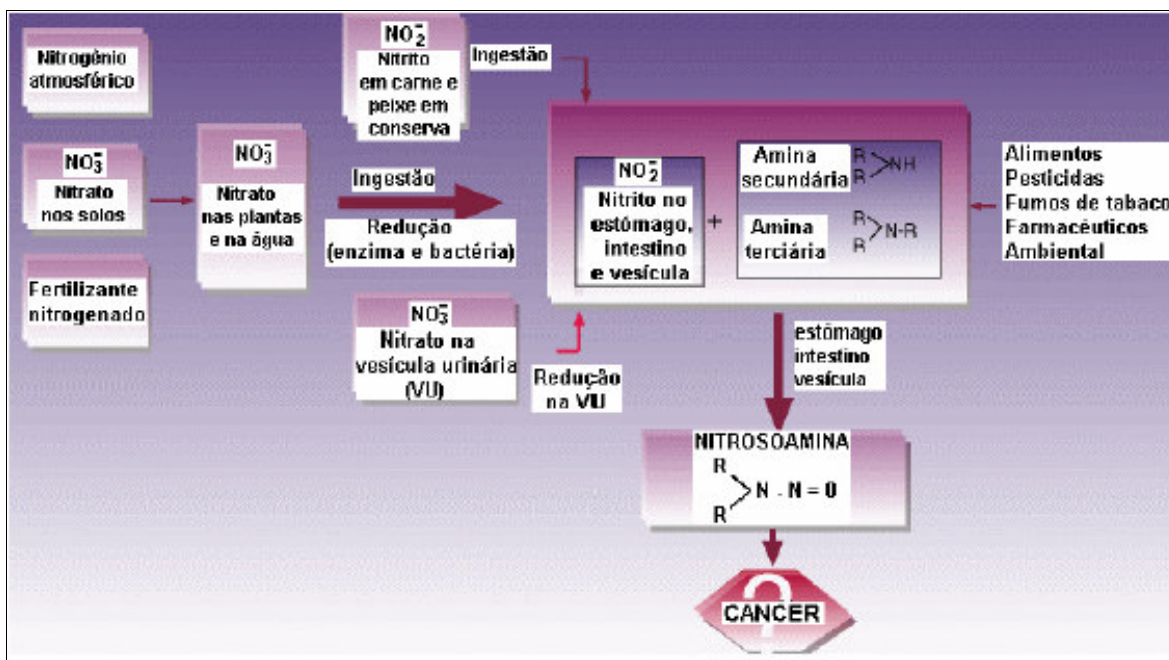 Nitrogênio
atmosférico
NO₃⁻
Nitrato
nos solos
Fertilizante
nitrogenado
NO₃⁻
Nitrato
nas plantas
e na água
NO₂⁻
Nitrito
em carne e
peixe em
conserva
Ingestão
Ingestão
Redução
(enzima e bactéria)
NO₃⁻
Nitrato na
vesícula urinária
(VU)
Redução
na VU
NO₂⁻
Nitrito no
estômago,
intestino
e vesícula
+
Amina
secundária
R
R
NH
Amina
terciária
R
R
N-R
Alimentos
Pesticidas
Fumos de tabaco
Farmacêuticos
Ambiental
estômago
intestino
vesícula
NITROSOAMINA
R
N - N = O
R
?
CANCER